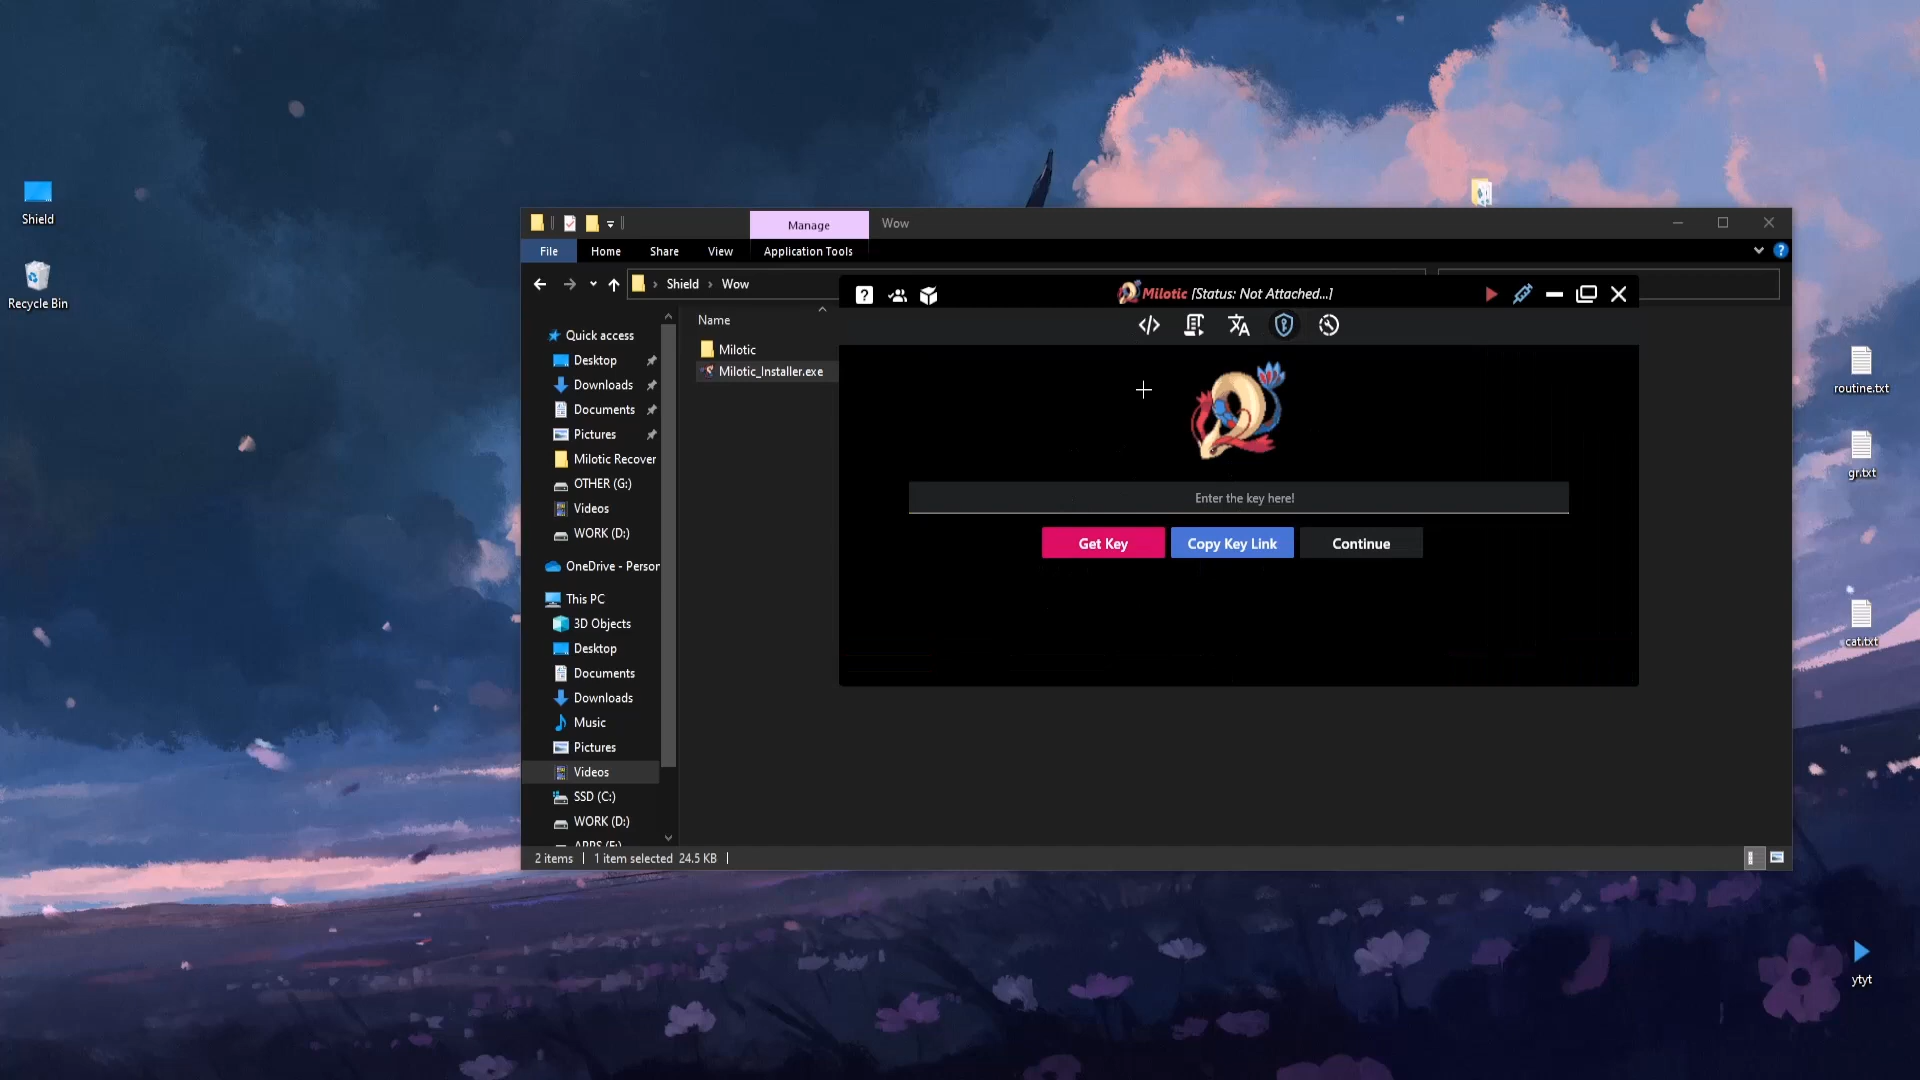 Shield
Recycle Bin
Manage
Wow
File
Home
Share
View
Application Tools
Shield
Wow
Milotic [Status: Not Attached...]
Name
Milotic
Milotic_Installer.exe
Quick access
Desktop
Downloads
Documents
Pictures
Milotic Recover
OTHER (G:)
Videos
WORK (D:)
OneDrive - Person
This PC
3D Objects
Desktop
Documents
Downloads
Music
Pictures
Videos
SSD (C:)
WORK (D:)
APPS (F:)
Enter the key here!
Get Key
Copy Key Link
Continue
2 items
1 item selected 24.5 KB
routine.txt
gr.txt
cat.txt
ytyt